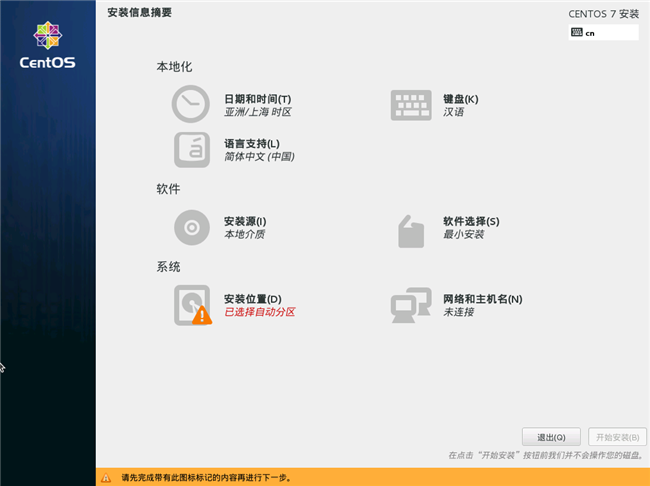 安装信息摘要
CENTOS 7 安装
cn
CentOS
本地化
日期和时间(T)
亚洲/上海 时区
键盘(K)
汉语
语言支持(L)
简体中文 (中国)
软件
安装源(I)
本地介质
软件选择(S)
最小安装
系统
安装位置(D)
已选择自动分区
网络和主机名(N)
未连接
退出(Q)
开始安装(B)
在点击“开始安装”按钮前我们并不会操作您的磁盘。
请先完成带有此图标标记的内容再进行下一步。